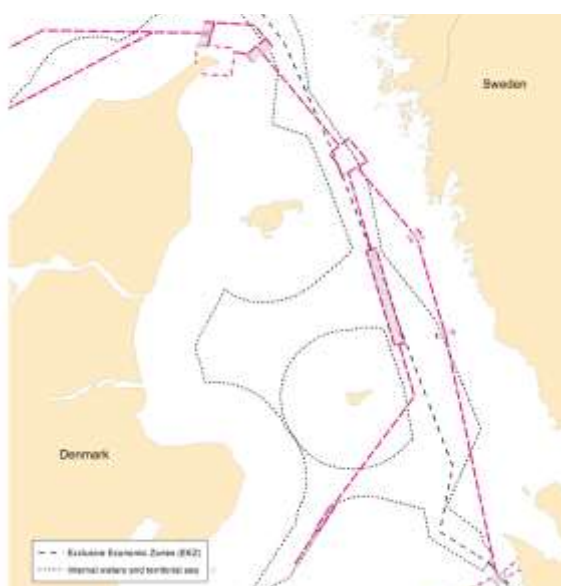 Sweden
Denmark
Exclusive Economic Zones (EEZ)
Internal waters and territorial sea